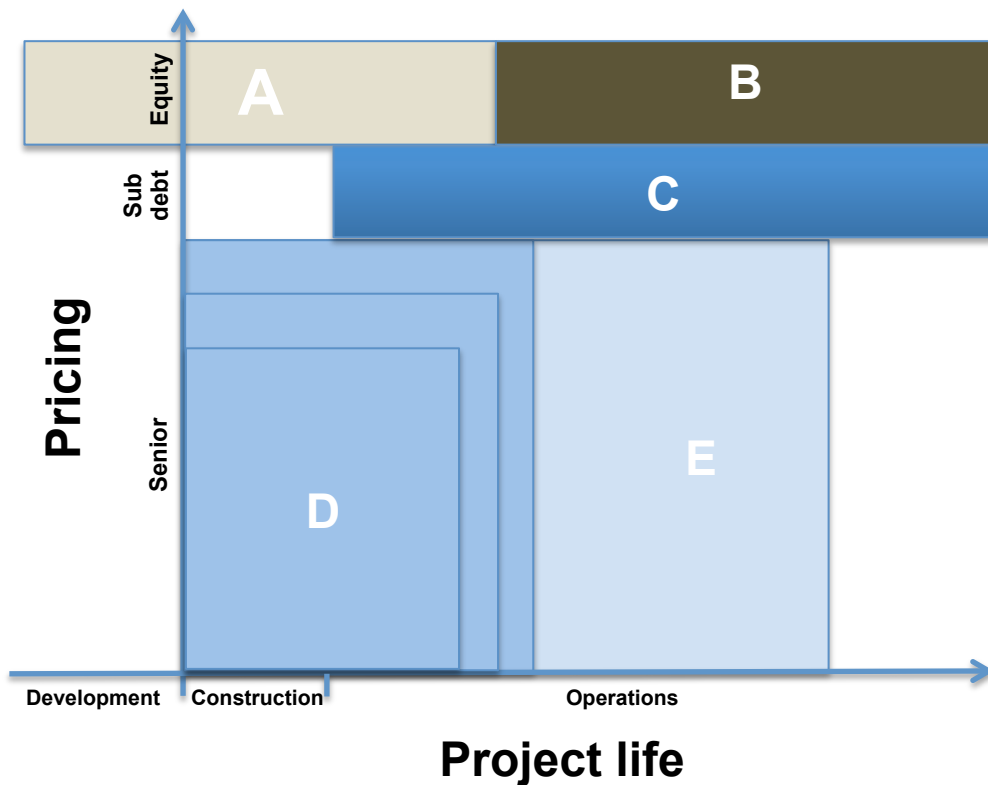 Equity
A
B
Sub
debt
C
Pricing
Senior
D
E
Development
Construction
Operations
Project life